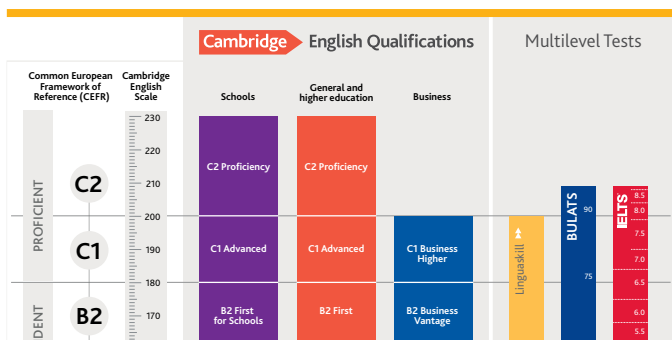 Cambridge English Qualifications
Multilevel Tests
Common European
Framework of
Reference (CEFR)
Cambridge
English
Scale
Schools
General and
higher education
Business
PROFICIENT
DENT
C2
C1
B2
230
220
210
200
190
180
170
C2 Proficiency
C1 Advanced
B2 First
for Schools
C2 Proficiency
C1 Advanced
B2 First
C1 Business
Higher
B2 Business
Vantage
Linguaskill
BULATS
90
75
IELTS
8.5
8.0
7.5
7.0
6.5
6.0
5.5